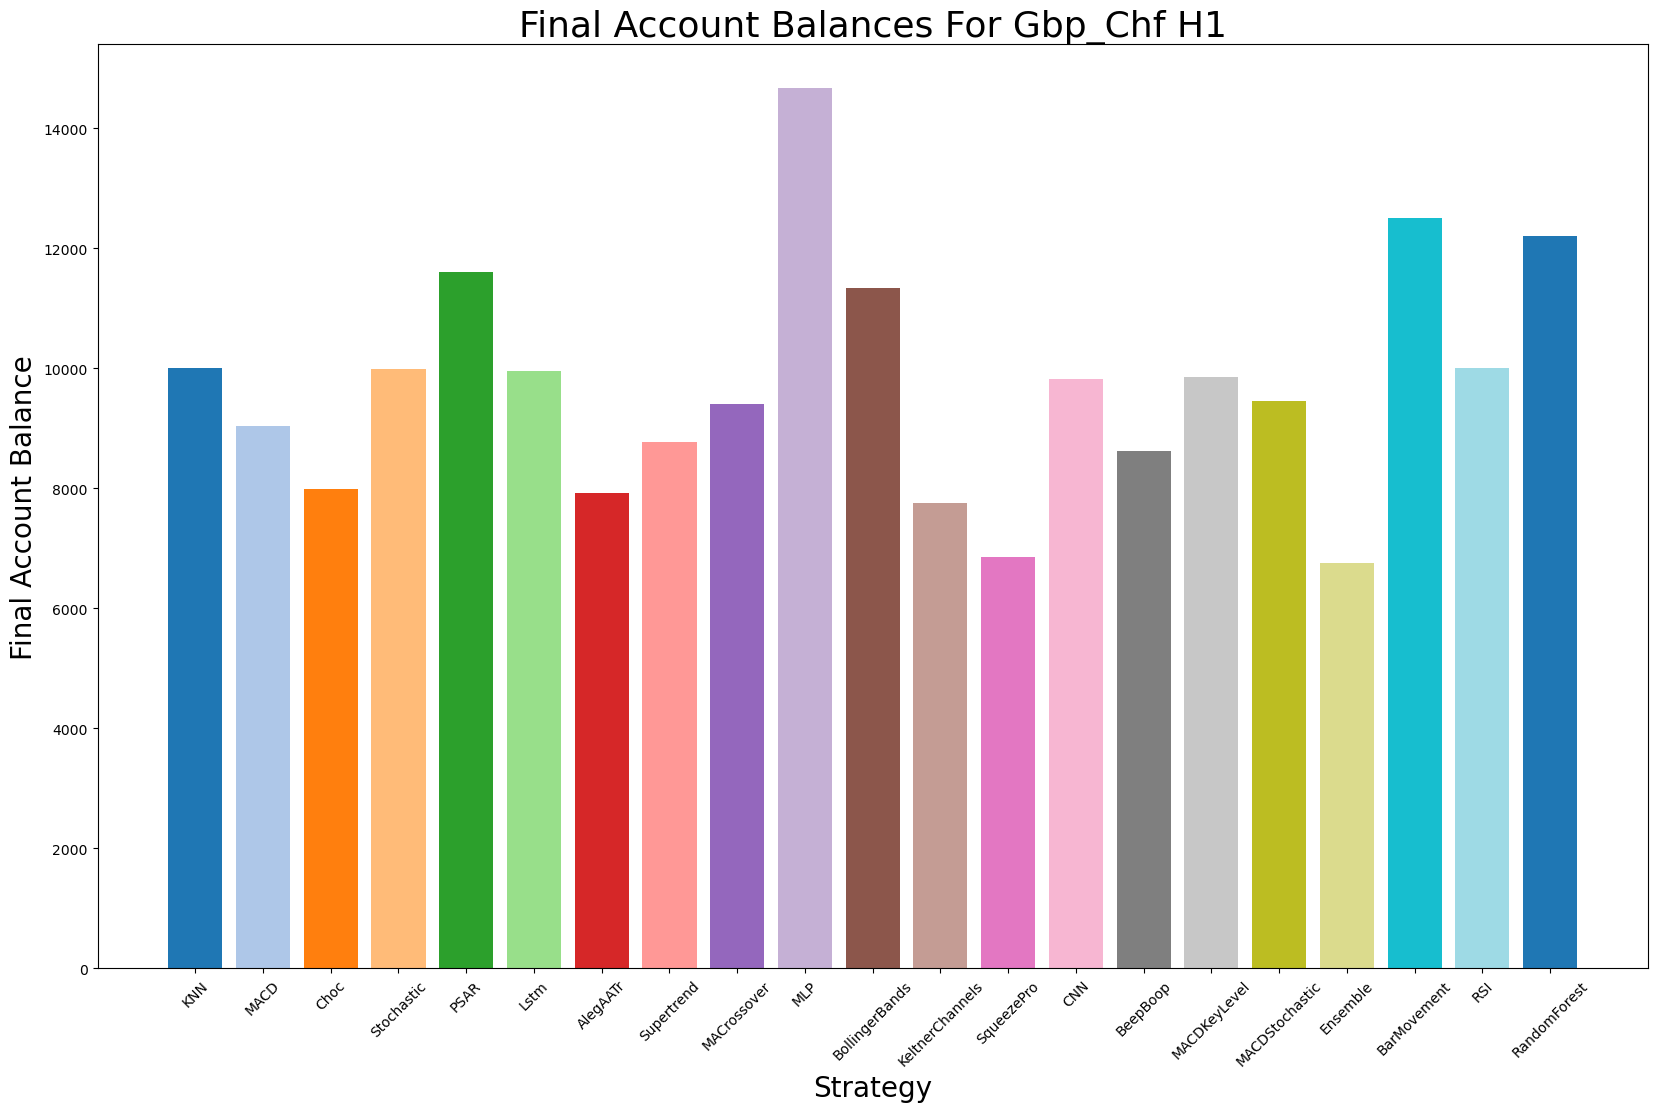 Final Account Balances For Gbp_Chf H1
Final Account Balance
14000
12000
10000
8000
6000
4000
2000
0
KNN
MACD
Choc
Stochastic
PSAR
Lstm
AlegAATr
Supertrend
MACrossover
MLP
BollingerBands
KeltnerChannels
SqueezePro
CNN
BeepBoop
MACDKeyLevel
MACDStochastic
Ensemble
BarMovement
RSI
RandomForest
Strategy